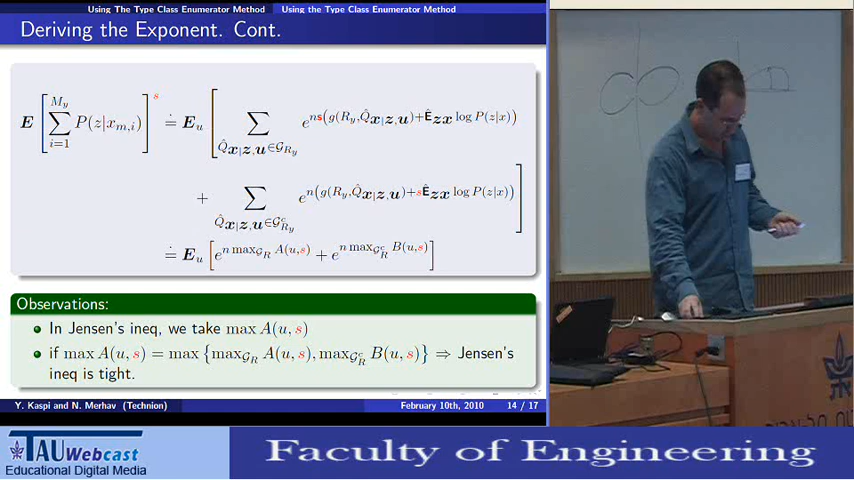 Using The Type Class Enumerator Method Using the Type Class Enumerator Method
Deriving the Exponent. Cont.
E [∑_{i=1}^{M_y} P(z|x_{m,i})]^s ≐ E_u [ ∑_{Q̂_{x|z,u}∈G_{R_y}} e^{ns(g(R_y,Q̂_{x|z,u})+Ê_{zx} log P(z|x))}
+ ∑_{Q̂_{x|z,u}∈G^c_{R_y}} e^{n(g(R_y,Q̂_{x|z,u})+sÊ_{zx} log P(z|x))} ]
≐ E_u [e^{n max_{G_R} A(u,s)} + e^{n max_{G^c_R} B(u,s)}]
Observations:
In Jensen's ineq, we take max A(u, s)
if max A(u, s) = max {max_{G_R} A(u, s), max_{G^c_R} B(u, s)} ⇒ Jensen's
ineq is tight.
Y. Kaspi and N. Merhav (Technion) February 10th, 2010 14 / 17
TAU Webcast
Educational Digital Media
Faculty of Engineering